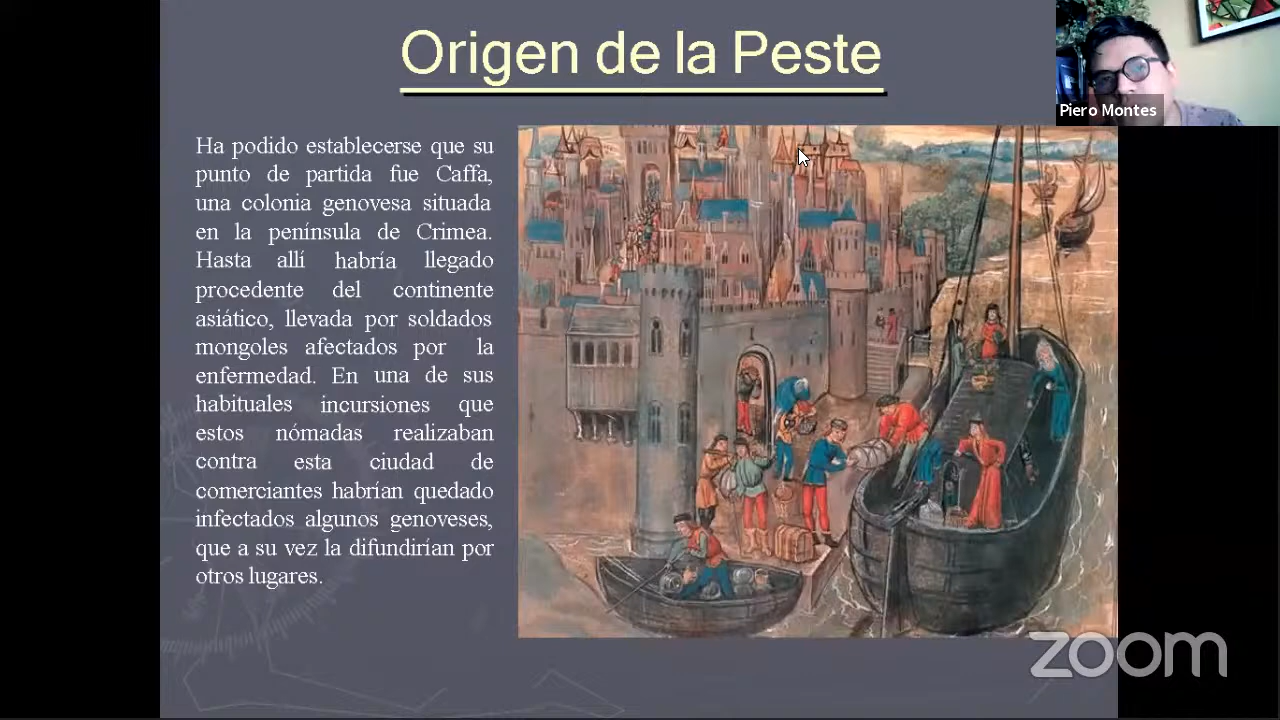 Origen de la Peste
Piero Montes
Ha podido establecerse que su
punto de partida fue Caffa,
una colonia genovesa situada
en la península de Crimea.
Hasta allí habría llegado
procedente del continente
asiático, llevada por soldados
mongoles afectados por la
enfermedad. En una de sus
habituales incursiones que
estos nómadas realizaban
contra esta ciudad de
comerciantes habrían quedado
infectados algunos genoveses,
que a su vez la difundirían por
otros lugares.
zoom